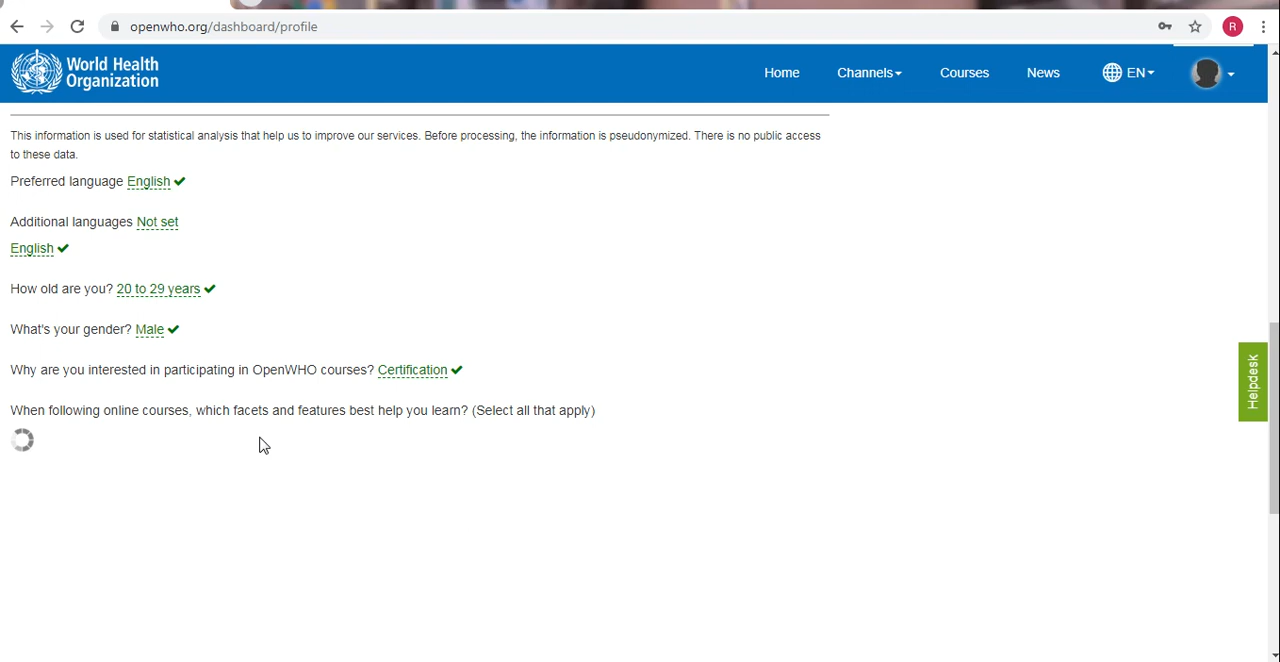 openwho.org/dashboard/profile
R
World Health
Organization
Home
Channels
Courses
News
EN
This information is used for statistical analysis that help us to improve our services. Before processing, the information is pseudonymized. There is no public access
to these data.
Preferred language English
Additional languages Not set
English
How old are you? 20 to 29 years
What's your gender? Male
Why are you interested in participating in OpenWHO courses? Certification
When following online courses, which facets and features best help you learn? (Select all that apply)
Helpdesk